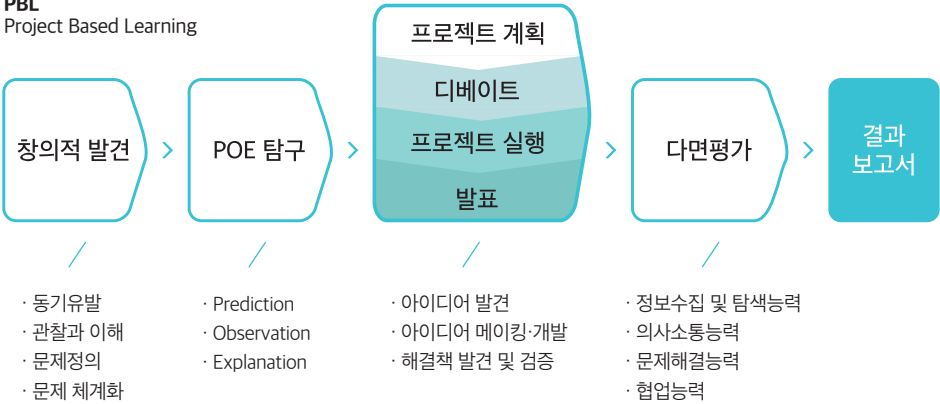 PBL
Project Based Learning
창의적 발견
POE 탐구
프로젝트 계획
디베이트
프로젝트 실행
발표
다면평가
결과
보고서
· 동기유발
· 관찰과 이해
· 문제정의
· 문제 체계화
· Prediction
· Observation
· Explanation
· 아이디어 발견
· 아이디어 메이킹·개발
· 해결책 발견 및 검증
· 정보수집 및 탐색능력
· 의사소통능력
· 문제해결능력
· 협업능력